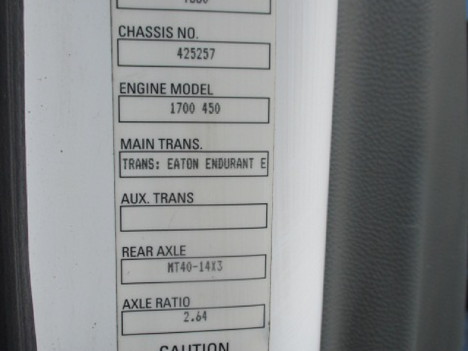 CHASSIS NO.
425257
ENGINE MODEL
1700 450
MAIN TRANS.
TRANS: EATON ENDURANT E
AUX. TRANS
REAR AXLE
MT40-14X3
AXLE RATIO
2.64
CAUTION